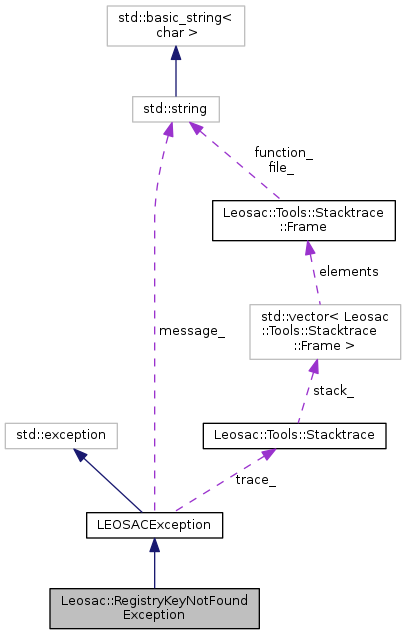 std::basic_string<
char >
std::string
function_
file_
Leosac::Tools::Stacktrace
::Frame
elements
message_
std::vector< Leosac
::Tools::Stacktrace
::Frame >
stack_
std::exception
Leosac::Tools::Stacktrace
trace_
LEOSACException
Leosac::RegistryKeyNotFound
Exception